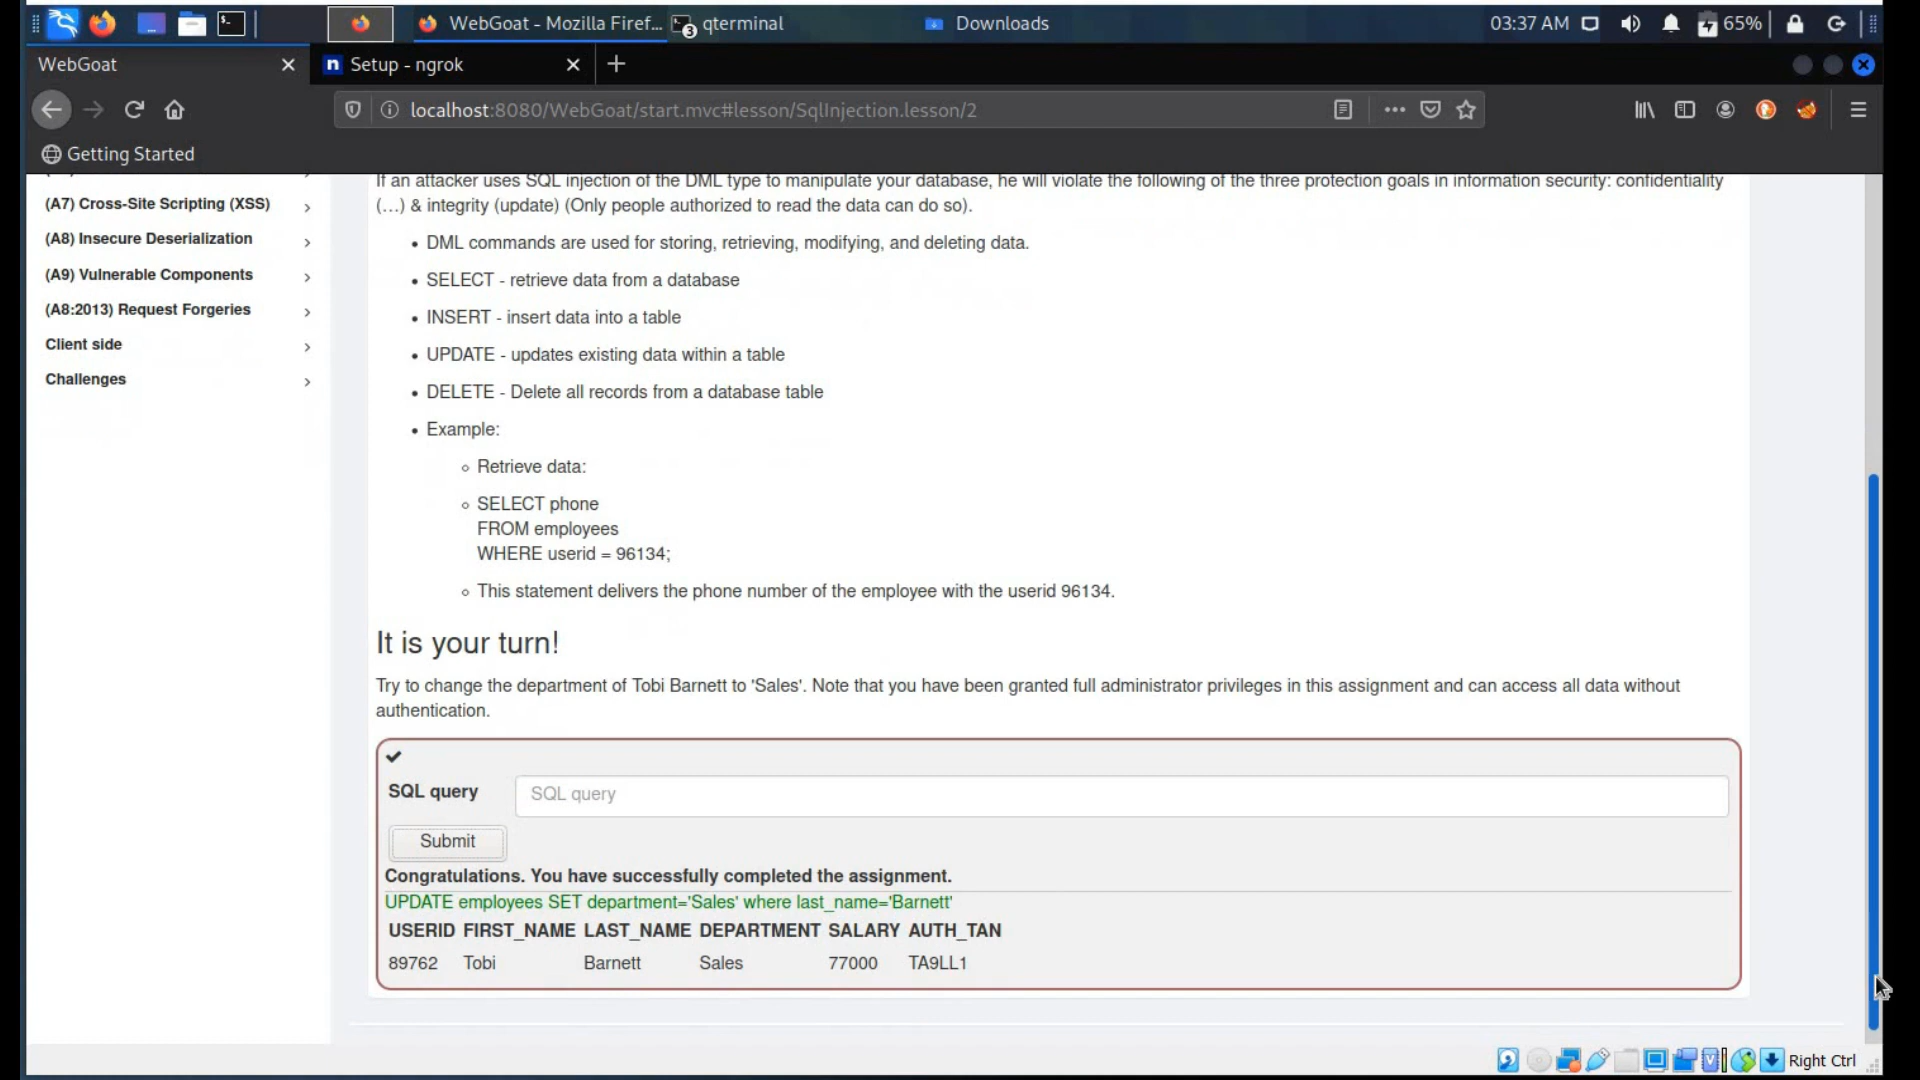 WebGoat - Mozilla Firef...
3
qterminal
Downloads
03:37 AM
65%
WebGoat
Setup - ngrok
localhost:8080/WebGoat/start.mvc#lesson/SqlInjection.lesson/2
Getting Started
(A7) Cross-Site Scripting (XSS)
(A8) Insecure Deserialization
(A9) Vulnerable Components
(A8:2013) Request Forgeries
Client side
Challenges
If an attacker uses SQL injection of the DML type to manipulate your database, he will violate the following of the three protection goals in information security: confidentiality
(...) & integrity (update) (Only people authorized to read the data can do so).
DML commands are used for storing, retrieving, modifying, and deleting data.
SELECT - retrieve data from a database
INSERT - insert data into a table
UPDATE - updates existing data within a table
DELETE - Delete all records from a database table
Example:
Retrieve data:
SELECT phone
FROM employees
WHERE userid = 96134;
This statement delivers the phone number of the employee with the userid 96134.
It is your turn!
Try to change the department of Tobi Barnett to 'Sales'. Note that you have been granted full administrator privileges in this assignment and can access all data without
authentication.
SQL query
SQL query
Submit
Congratulations. You have successfully completed the assignment.
UPDATE employees SET department='Sales' where last_name='Barnett'
USERID FIRST_NAME LAST_NAME DEPARTMENT SALARY AUTH_TAN
89762 Tobi Barnett Sales 77000 TA9LL1
Right Ctrl